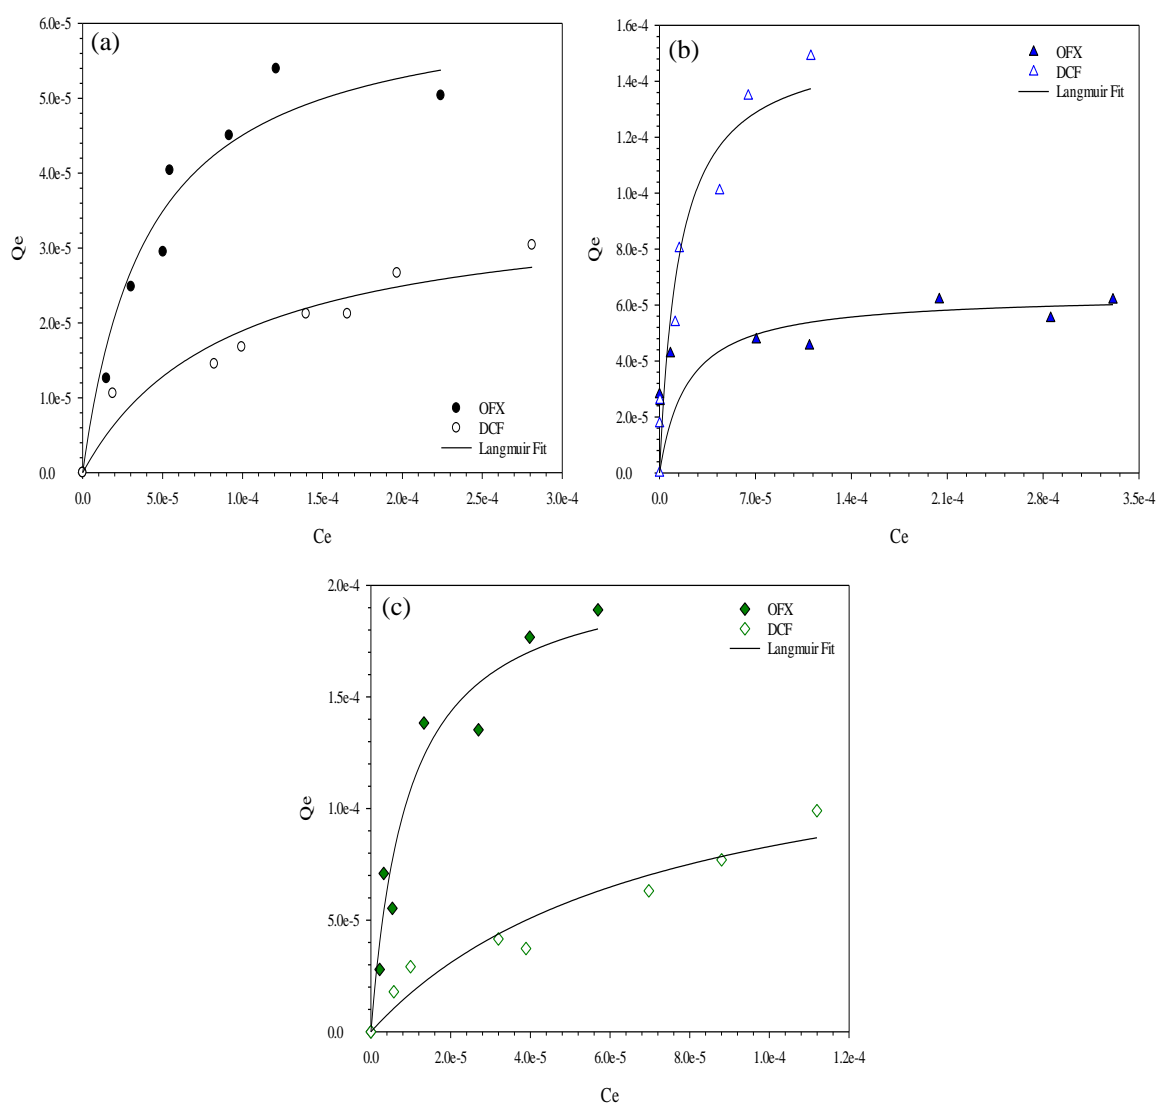 (a)
6.0e-5
5.0e-5
4.0e-5
3.0e-5
2.0e-5
1.0e-5
0.0
Qe
OFX
DCF
Langmuir Fit
0.0 5.0e-5 1.0e-4 1.5e-4 2.0e-4 2.5e-4 3.0e-4
Ce
(b)
1.6e-4
1.4e-4
1.2e-4
1.0e-4
8.0e-5
6.0e-5
4.0e-5
2.0e-5
0.0
Qe
OFX
DCF
Langmuir Fit
0.0 7.0e-5 1.4e-4 2.1e-4 2.8e-4 3.5e-4
Ce
(c)
2.0e-4
1.5e-4
1.0e-4
5.0e-5
0.0
Qe
OFX
DCF
Langmuir Fit
0.0 2.0e-5 4.0e-5 6.0e-5 8.0e-5 1.0e-4 1.2e-4
Ce